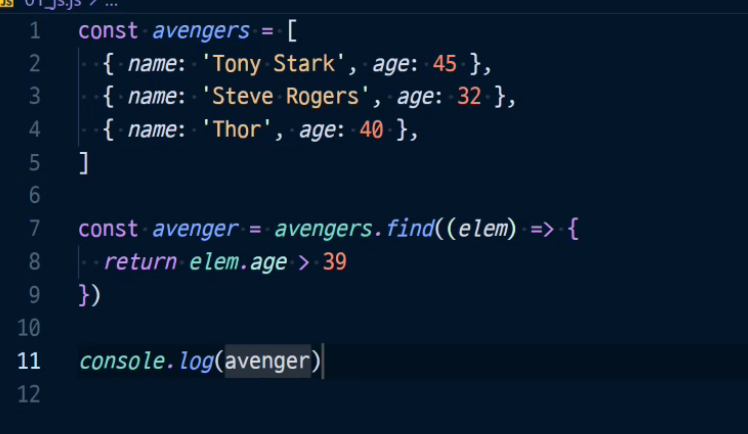 JS 01_js.js > ...
1 const avengers = [
2 { name: 'Tony Stark', age: 45 },
3 { name: 'Steve Rogers', age: 32 },
4 { name: 'Thor', age: 40 },
5 ]
6
7 const avenger = avengers.find((elem) => {
8 return elem.age > 39
9 })
10
11 console.log(avenger)
12